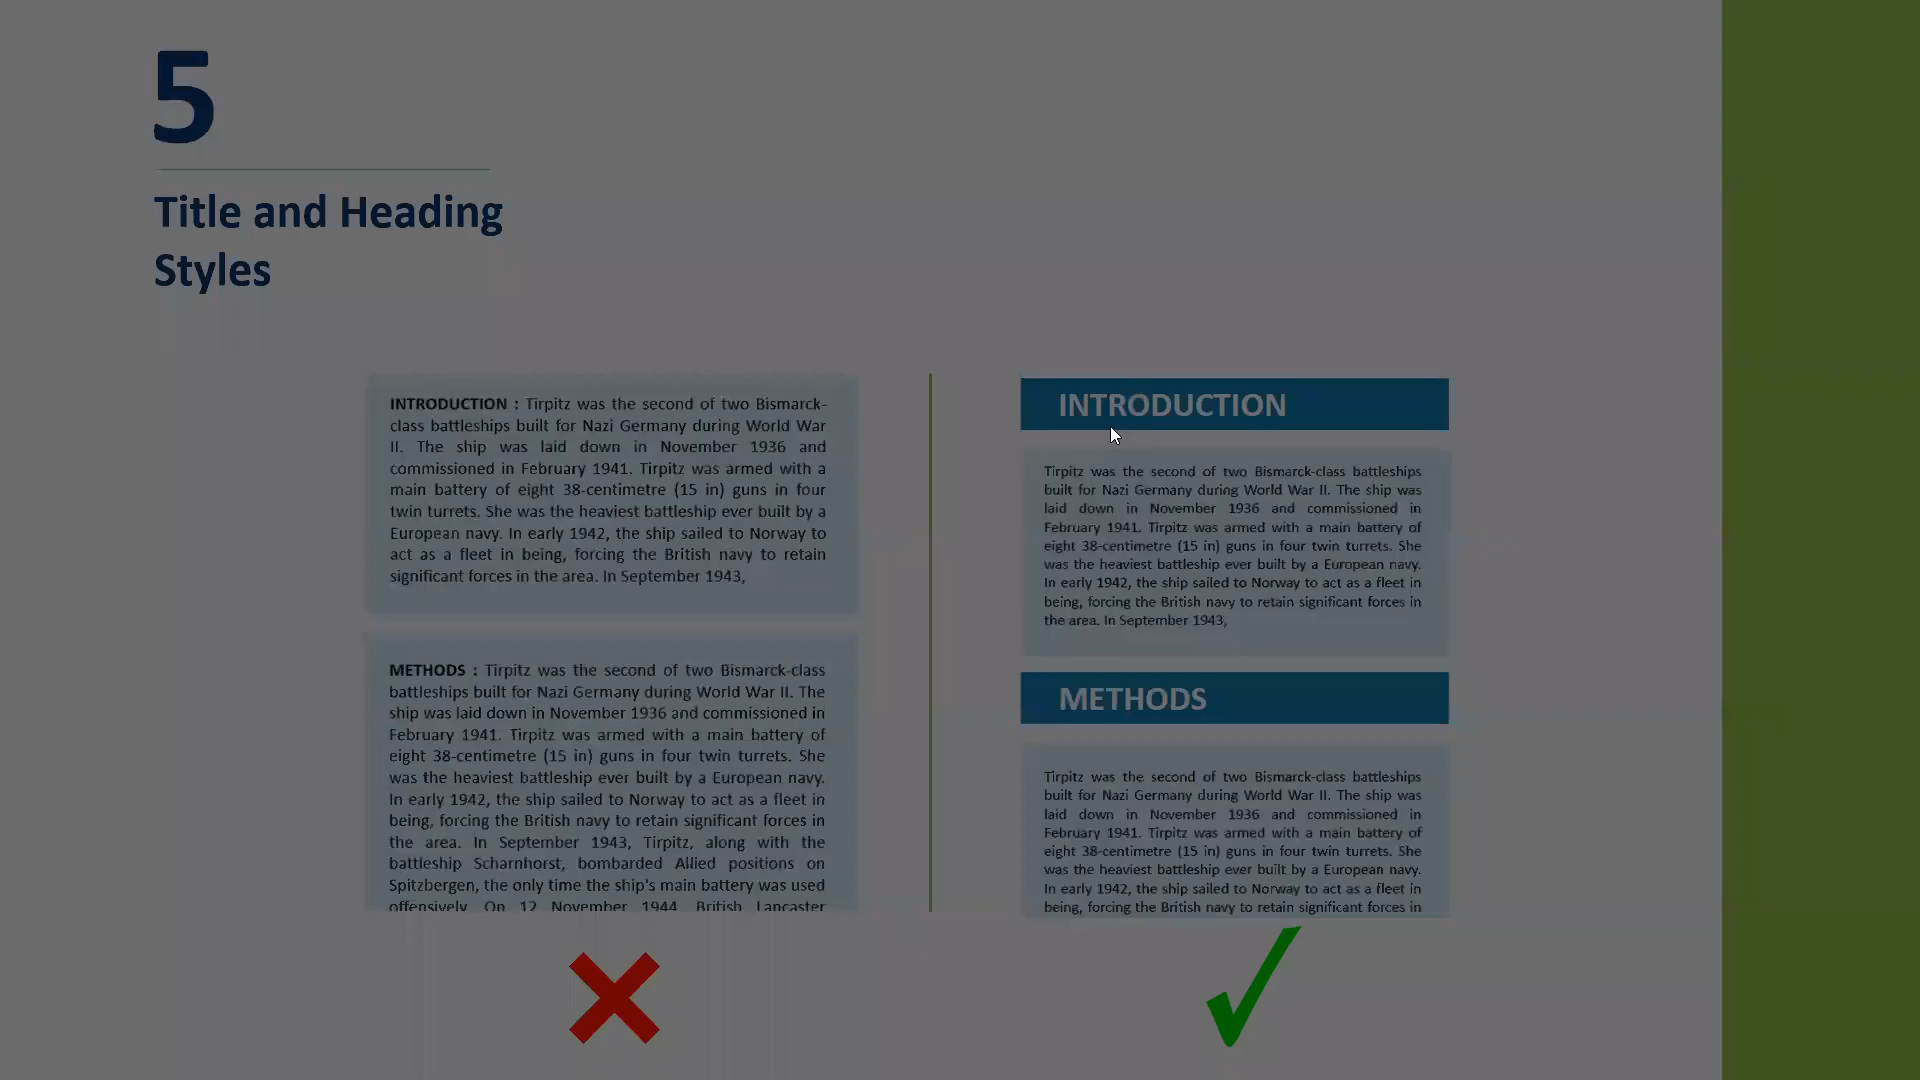 5
Title and Heading
Styles
INTRODUCTION : Tirpitz was the second of two Bismarck-
class battleships built for Nazi Germany during World War
II. The ship was laid down in November 1936 and
commissioned in February 1941. Tirpitz was armed with a
main battery of eight 38-centimetre (15 in) guns in four
twin turrets. She was the heaviest battleship ever built by a
European navy. In early 1942, the ship sailed to Norway to
act as a fleet in being, forcing the British navy to retain
significant forces in the area. In September 1943,
METHODS : Tirpitz was the second of two Bismarck-class
battleships built for Nazi Germany during World War II. The
ship was laid down in November 1936 and commissioned in
February 1941. Tirpitz was armed with a main battery of
eight 38-centimetre (15 in) guns in four twin turrets. She
was the heaviest battleship ever built by a European navy.
In early 1942, the ship sailed to Norway to act as a fleet in
being, forcing the British navy to retain significant forces in
the area. In September 1943, Tirpitz, along with the
battleship Scharnhorst, bombarded Allied positions on
Spitzbergen, the only time the ship's main battery was used
offensively. On 12 November 1944, British Lancaster
INTRODUCTION
Tirpitz was the second of two Bismarck-class battleships
built for Nazi Germany during World War II. The ship was
laid down in November 1936 and commissioned in
February 1941. Tirpitz was armed with a main battery of
eight 38-centimetre (15 in) guns in four twin turrets. She
was the heaviest battleship ever built by a European navy.
In early 1942, the ship sailed to Norway to act as a fleet in
being, forcing the British navy to retain significant forces in
the area. In September 1943,
METHODS
Tirpitz was the second of two Bismarck-class battleships
built for Nazi Germany during World War II. The ship was
laid down in November 1936 and commissioned in
February 1941. Tirpitz was armed with a main battery of
eight 38-centimetre (15 in) guns in four twin turrets. She
was the heaviest battleship ever built by a European navy.
In early 1942, the ship sailed to Norway to act as a fleet in
being, forcing the British navy to retain significant forces in